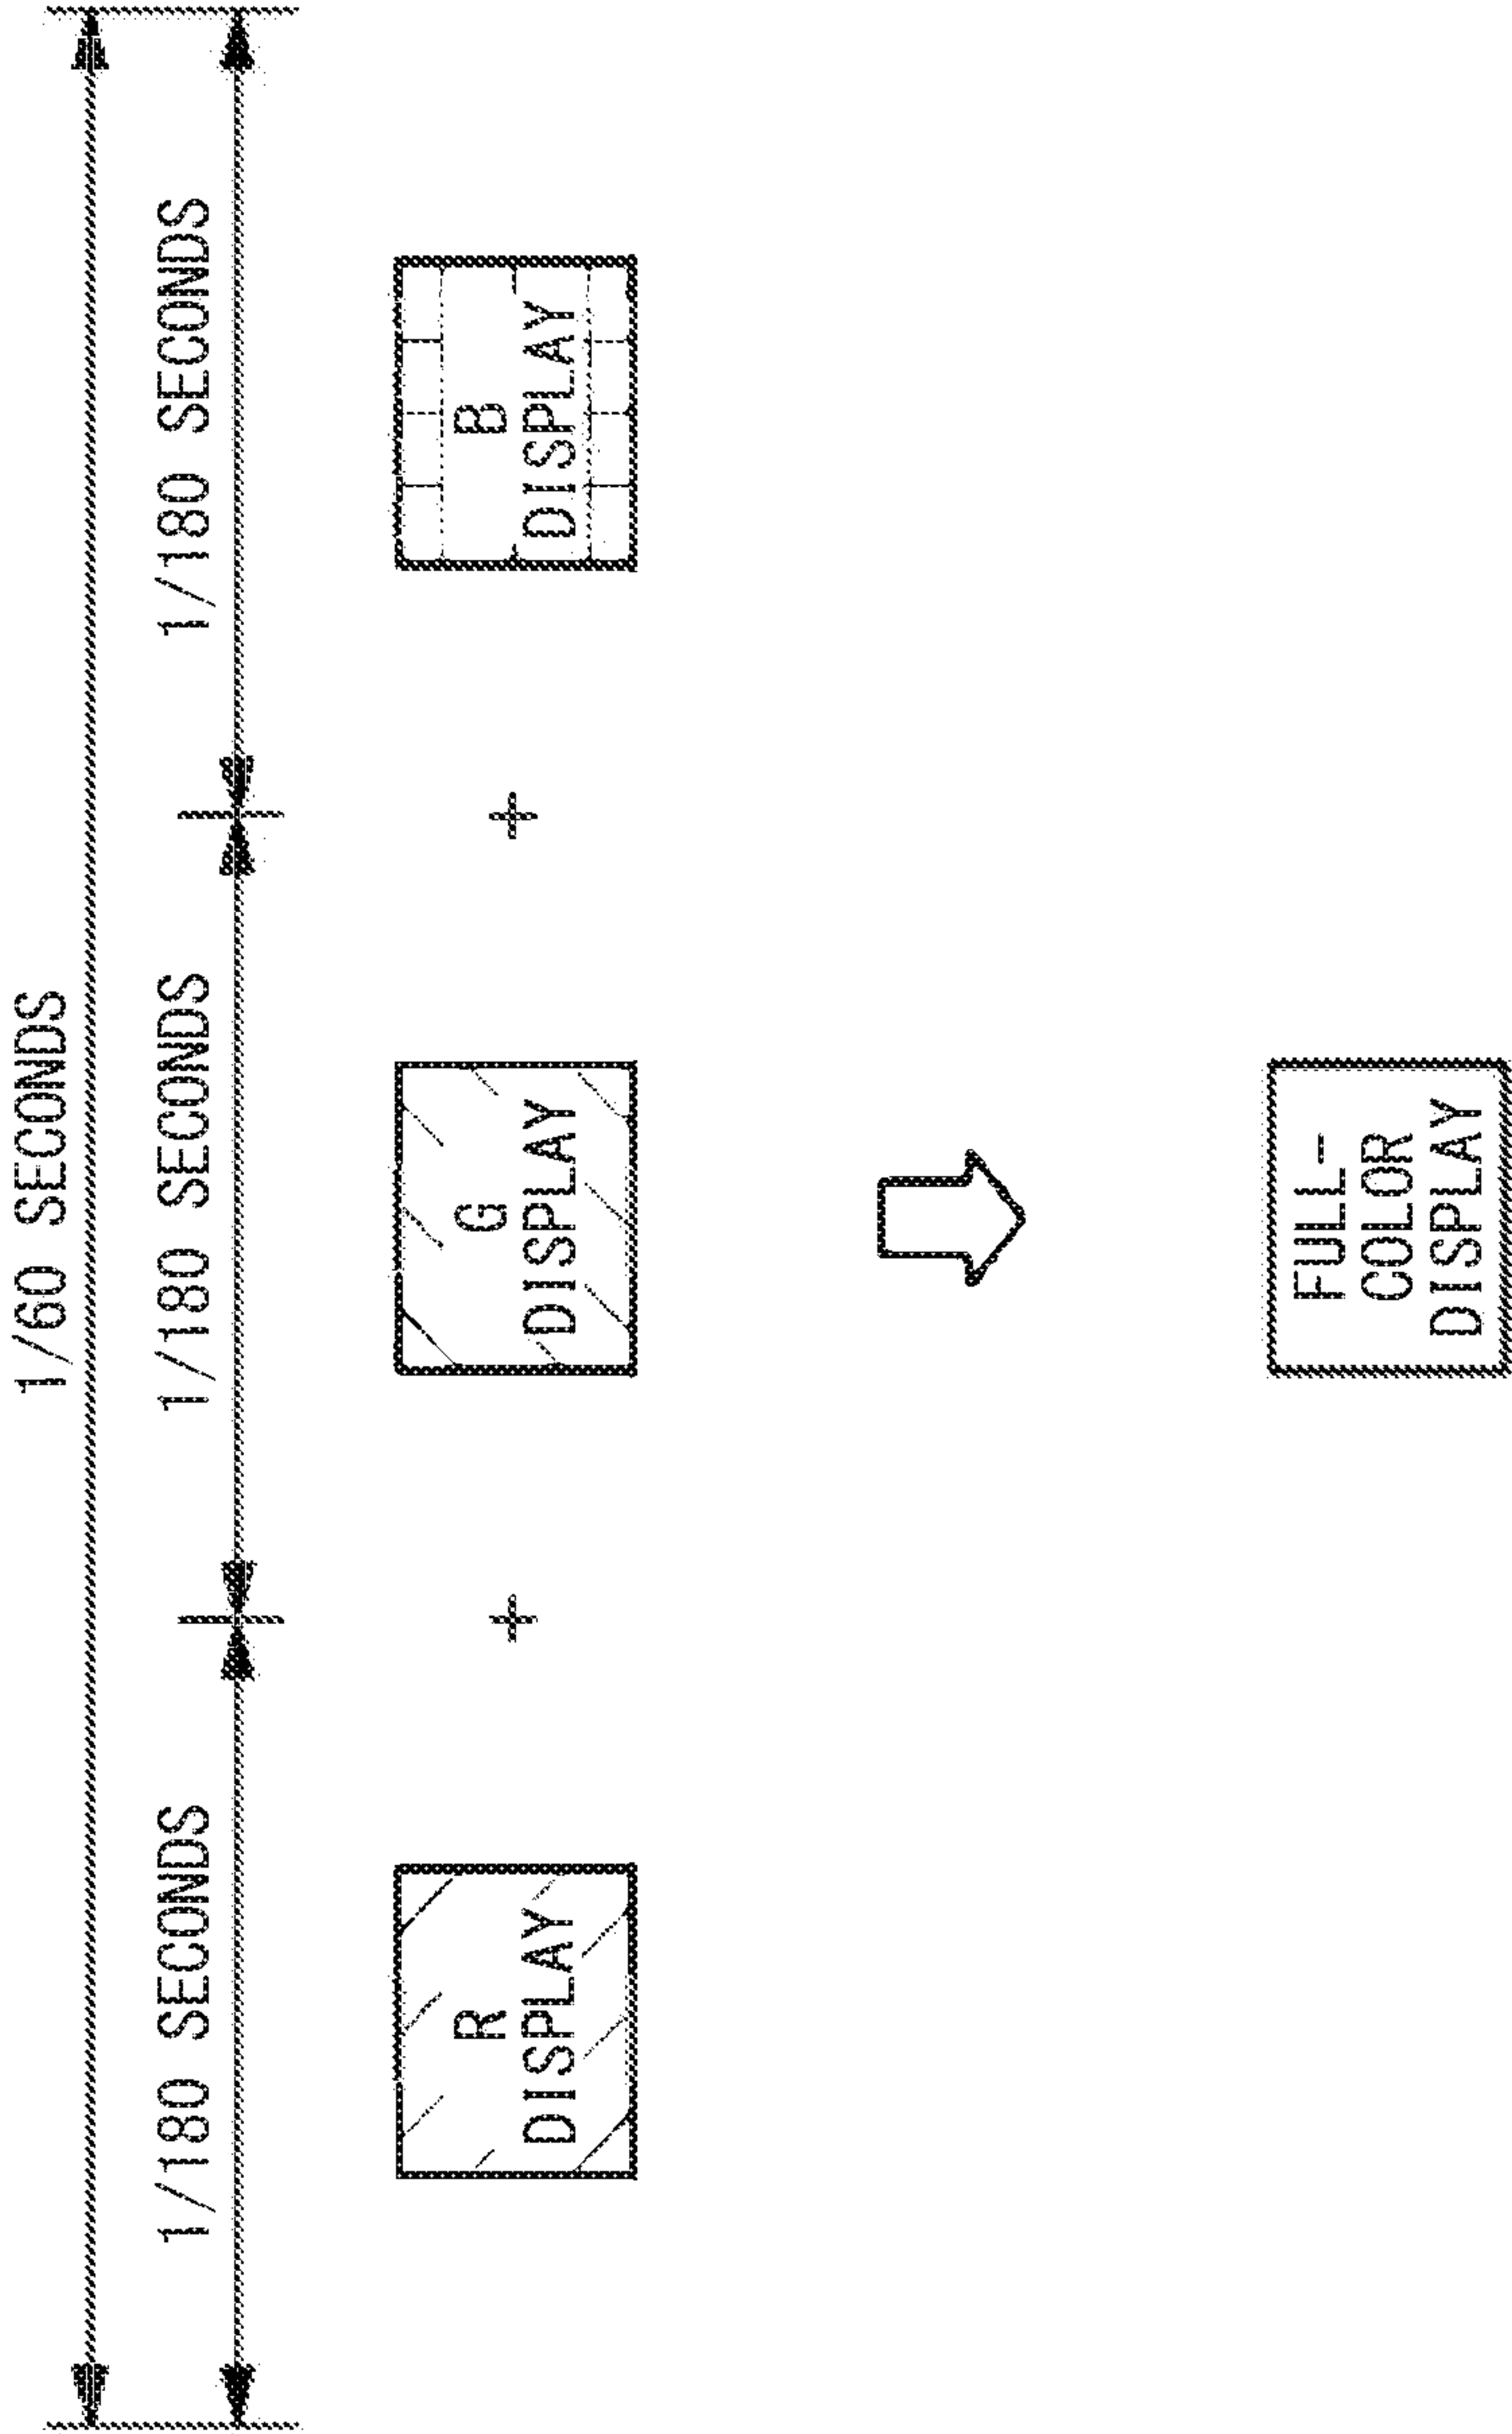 1/60 SECONDS
1/180 SECONDS
1/180 SECONDS
1/180 SECONDS
R
DISPLAY
+
G
DISPLAY
+
B
DISPLAY
FULL-
COLOR
DISPLAY